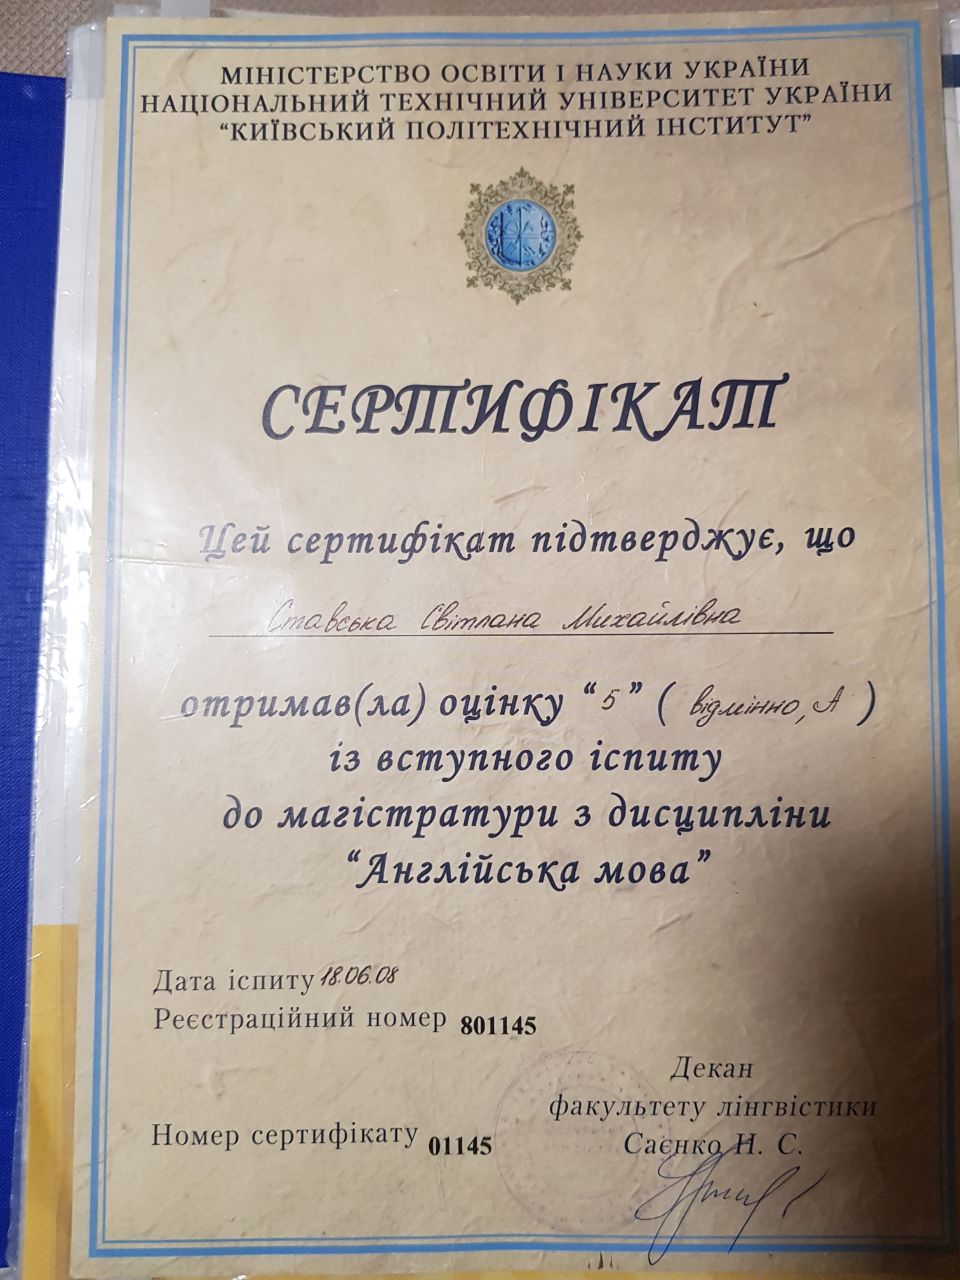 МІНІСТЕРСТВО ОСВІТИ І НАУКИ УКРАЇНИ
НАЦІОНАЛЬНИЙ ТЕХНІЧНИЙ УНІВЕРСИТЕТ УКРАЇНИ
“КИЇВСЬКИЙ ПОЛІТЕХНІЧНИЙ ІНСТИТУТ”
СЕРТИФІКАТ
Цей сертифікат підтверджує, що
Ставська Світлана Михайлівна
отримав(ла) оцінку “5” ( відмінно, А )
із вступного іспиту
до магістратури з дисципліни
“Англійська мова”
Дата іспиту 18.06.08
Реєстраційний номер 801145
Декан
факультету лінгвістики
Номер сертифікату 01145
Саєнко Н. С.